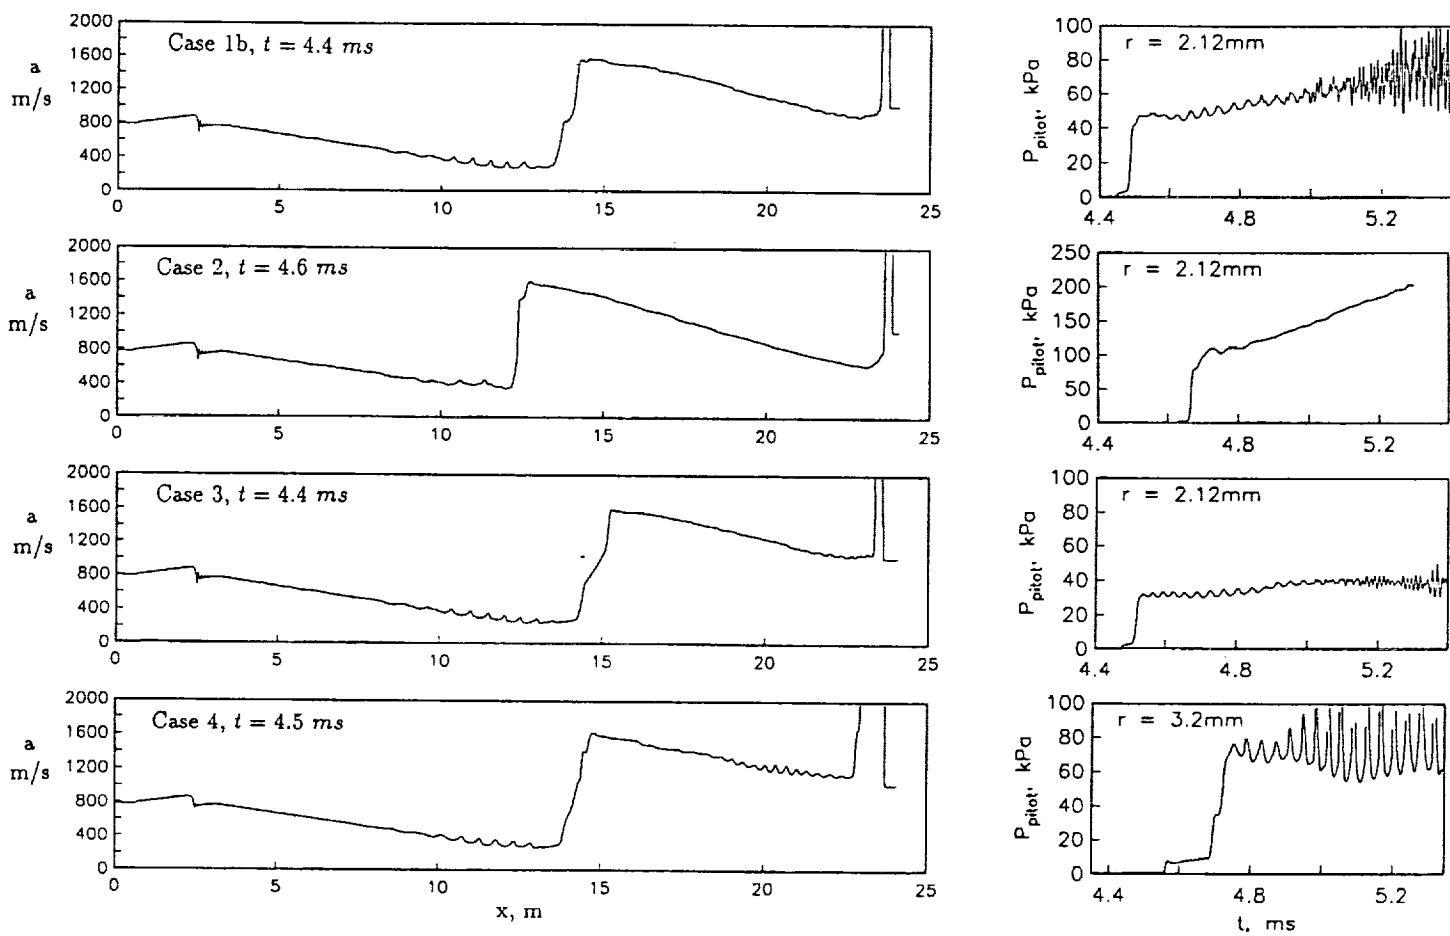 2000
1600
1200
800
400
0
a
m/s
Case 1b, t = 4.4 ms
0 5 10 15 20 25
100
80
60
40
20
0
P_pitot, kPa
r = 2.12mm
4.4 4.8 5.2
2000
1600
1200
800
400
0
a
m/s
Case 2, t = 4.6 ms
0 5 10 15 20 25
250
200
150
100
50
0
P_pitot, kPa
r = 2.12mm
4.4 4.8 5.2
2000
1600
1200
800
400
0
a
m/s
Case 3, t = 4.4 ms
0 5 10 15 20 25
100
80
60
40
20
0
P_pitot, kPa
r = 2.12mm
4.4 4.8 5.2
2000
1600
1200
800
400
0
a
m/s
Case 4, t = 4.5 ms
0 5 10 15 20 25
x, m
100
80
60
40
20
0
P_pitot, kPa
r = 3.2mm
4.4 4.8 5.2
t, ms